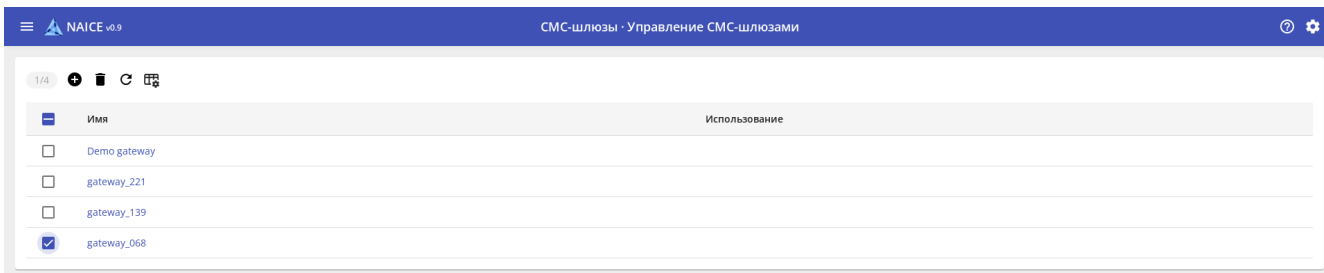 NAICE v0.9 СМС-шлюзы · Управление СМС-шлюзами
1/4
Имя Использование
Demo gateway
gateway_221
gateway_139
gateway_068